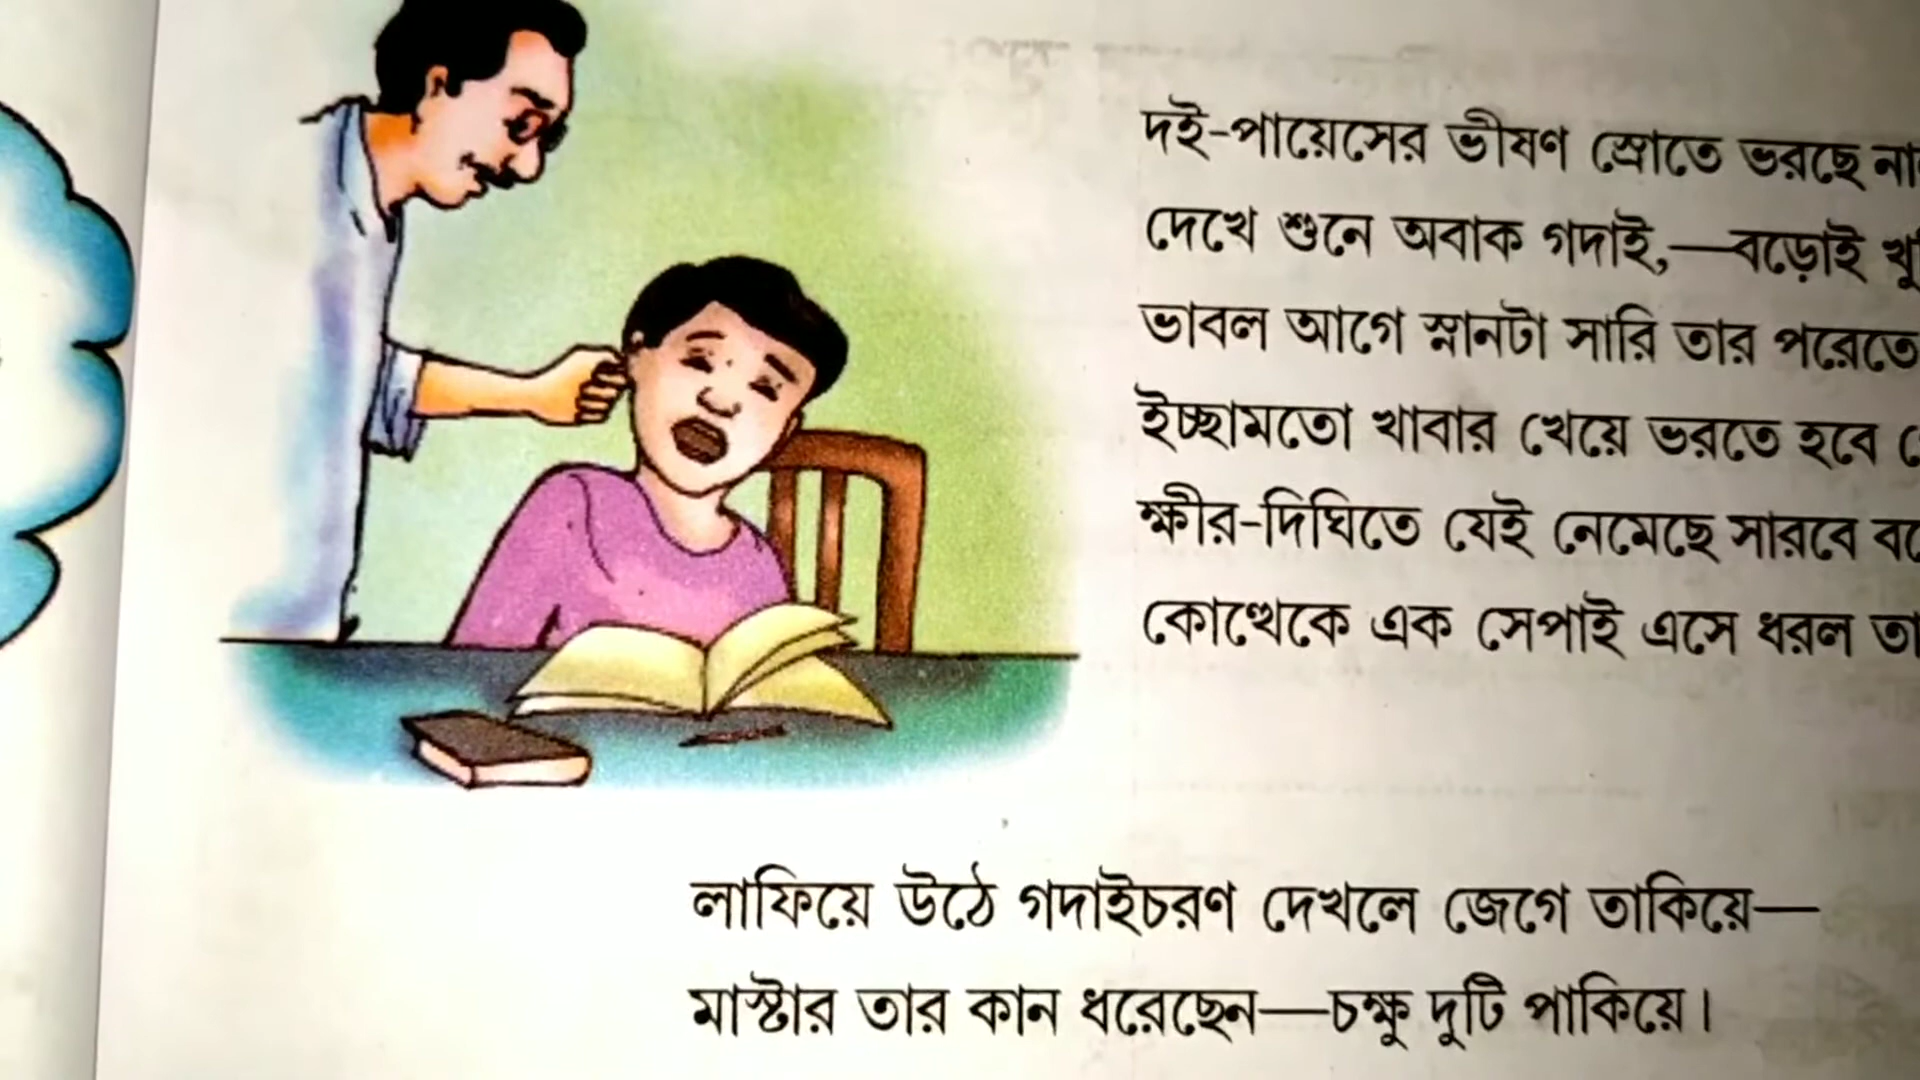 দই-পায়েসের ভীষণ স্রোতে ভরছে
দেখে শুনে অবাক গদাই,—বড়োই
ভাবল আগে স্নানটা সারি তার পরেতে
ইচ্ছামতো খাবার খেয়ে ভরতে হবে
ক্ষীর-দিঘিতে যেই নেমেছে সারবে
কোত্থেকে এক সেপাই এসে ধরল
লাফিয়ে উঠে গদাইচরণ দেখলে জেগে তাকিয়ে—
মাস্টার তার কান ধরেছেন—চক্ষু দুটি পাকিয়ে।